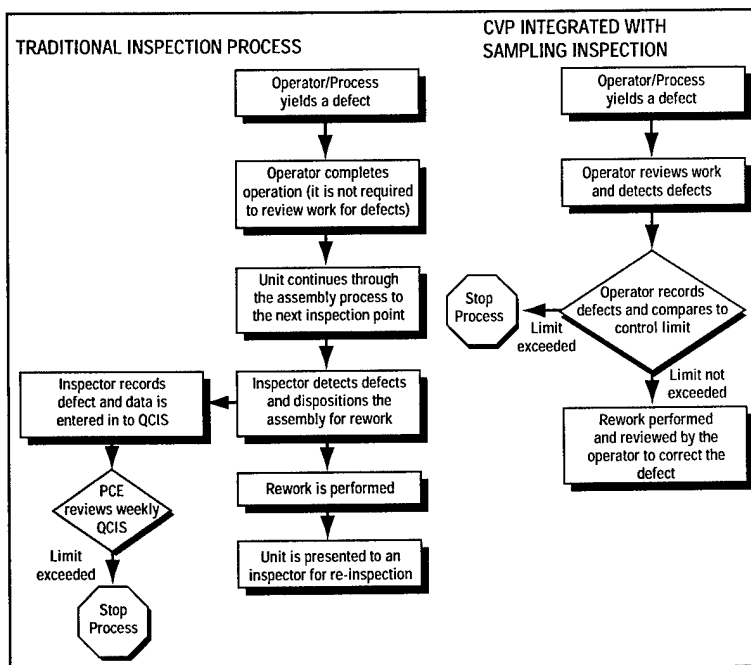 TRADITIONAL INSPECTION PROCESS
Operator/Process
yields a defect
Operator completes
operation (it is not required
to review work for defects)
Unit continues through
the assembly process to
the next inspection point
Inspector detects defects
and dispositions the
assembly for rework
Inspector records
defect and data is
entered in to QCIS
PCE
reviews weekly
QCIS
Limit
exceeded
Stop
Process
Rework is performed
Unit is presented to an
inspector for re-inspection
CVP INTEGRATED WITH
SAMPLING INSPECTION
Operator/Process
yields a defect
Operator reviews work
and detects defects
Operator records
defects and compares to
control limit
Limit
exceeded
Stop
Process
Limit not
exceeded
Rework performed
and reviewed by the
operator to correct the
defect